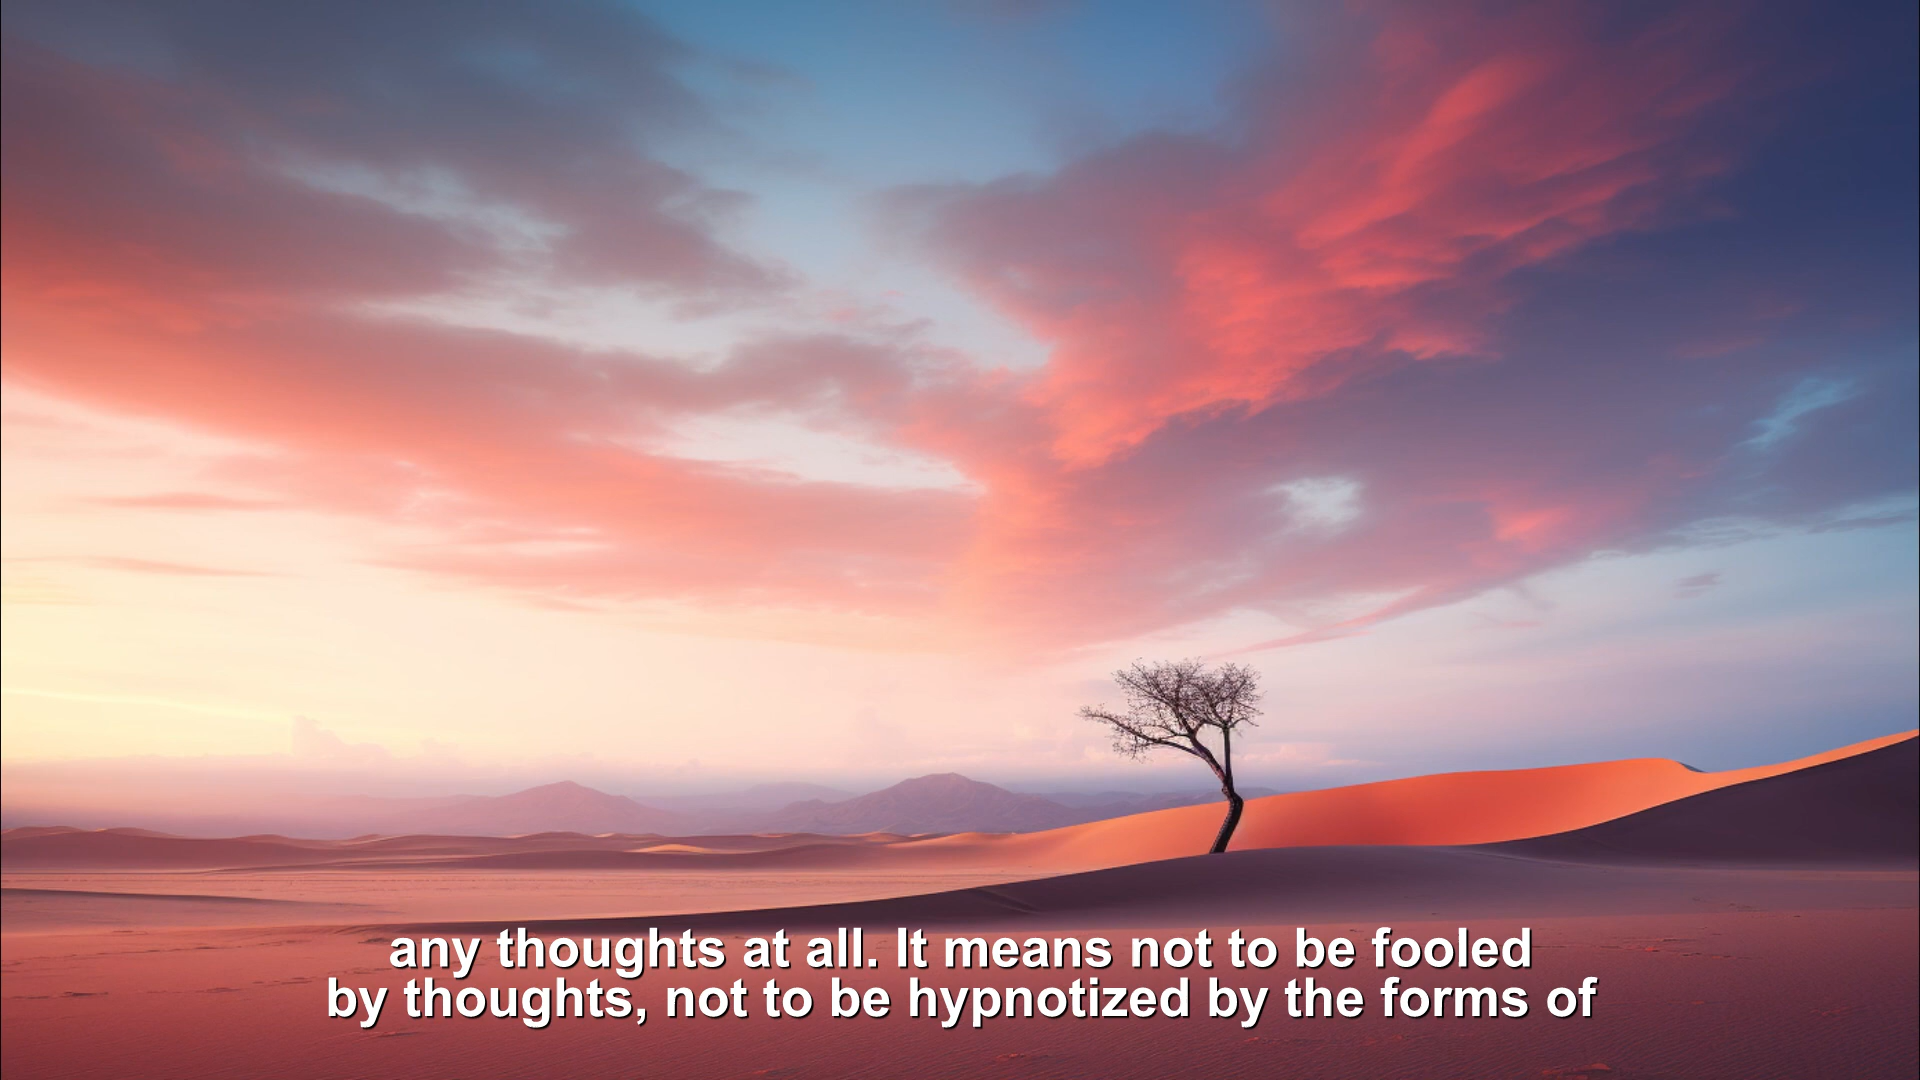 any thoughts at all. It means not to be fooled
by thoughts, not to be hypnotized by the forms of